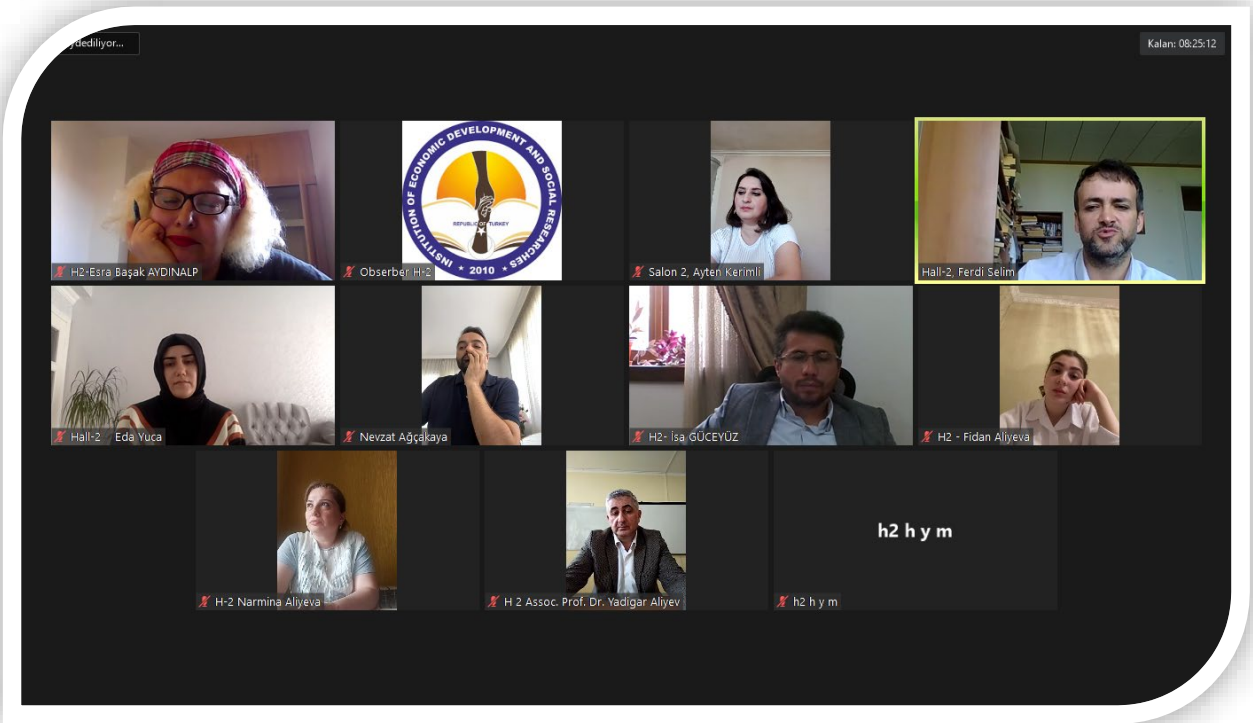 ydediliyor...
Kalan: 08:25:12
H2-Esra Başak AYDINALP
INSTITUTION OF ECONOMIC DEVELOPMENT AND SOCIAL RESEARCHES
REPUBLIC OF TURKEY
* 2010 *
Obserber H-2
Salon 2, Ayten Kerimli
Hall-2, Ferdi Selim
Hall-2 Eda Yuca
Nevzat Ağçakaya
H2- İsa GÜCEYÜZ
H2 - Fidan Aliyeva
H-2 Narmina Aliyeva
H 2 Assoc. Prof. Dr. Yadigar Aliyev
h2 h y m
h2 h y m